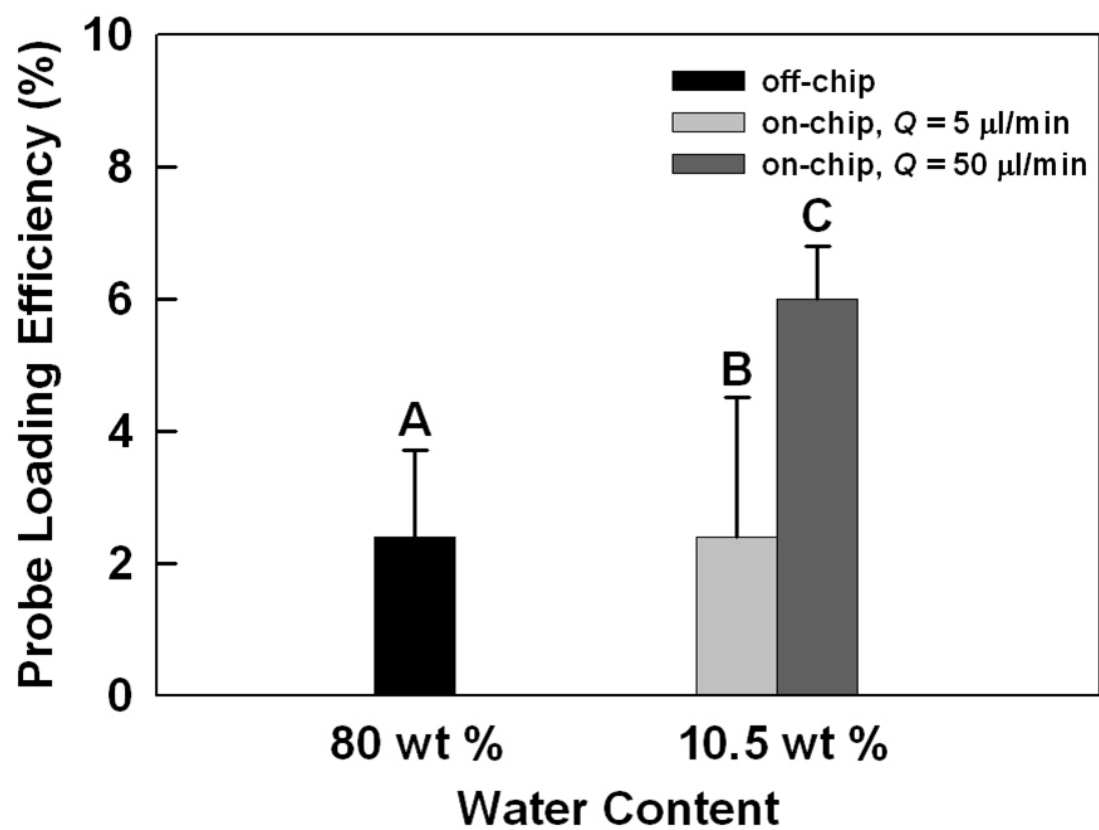 Probe Loading Efficiency (%)
10
8
6
4
2
0
off-chip
on-chip, Q = 5 μl/min
on-chip, Q = 50 μl/min
A
B
C
80 wt %
10.5 wt %
Water Content